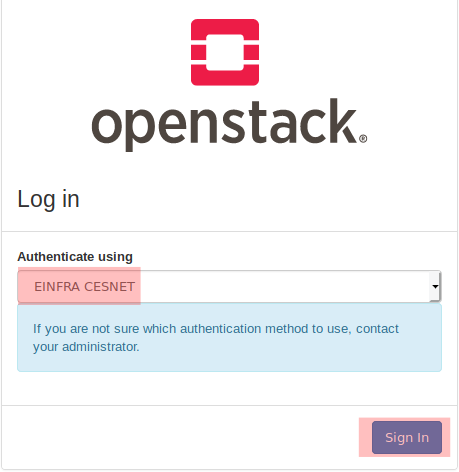 openstack®
Log in
Authenticate using
EINFRA CESNET
If you are not sure which authentication method to use, contact
your administrator.
Sign In